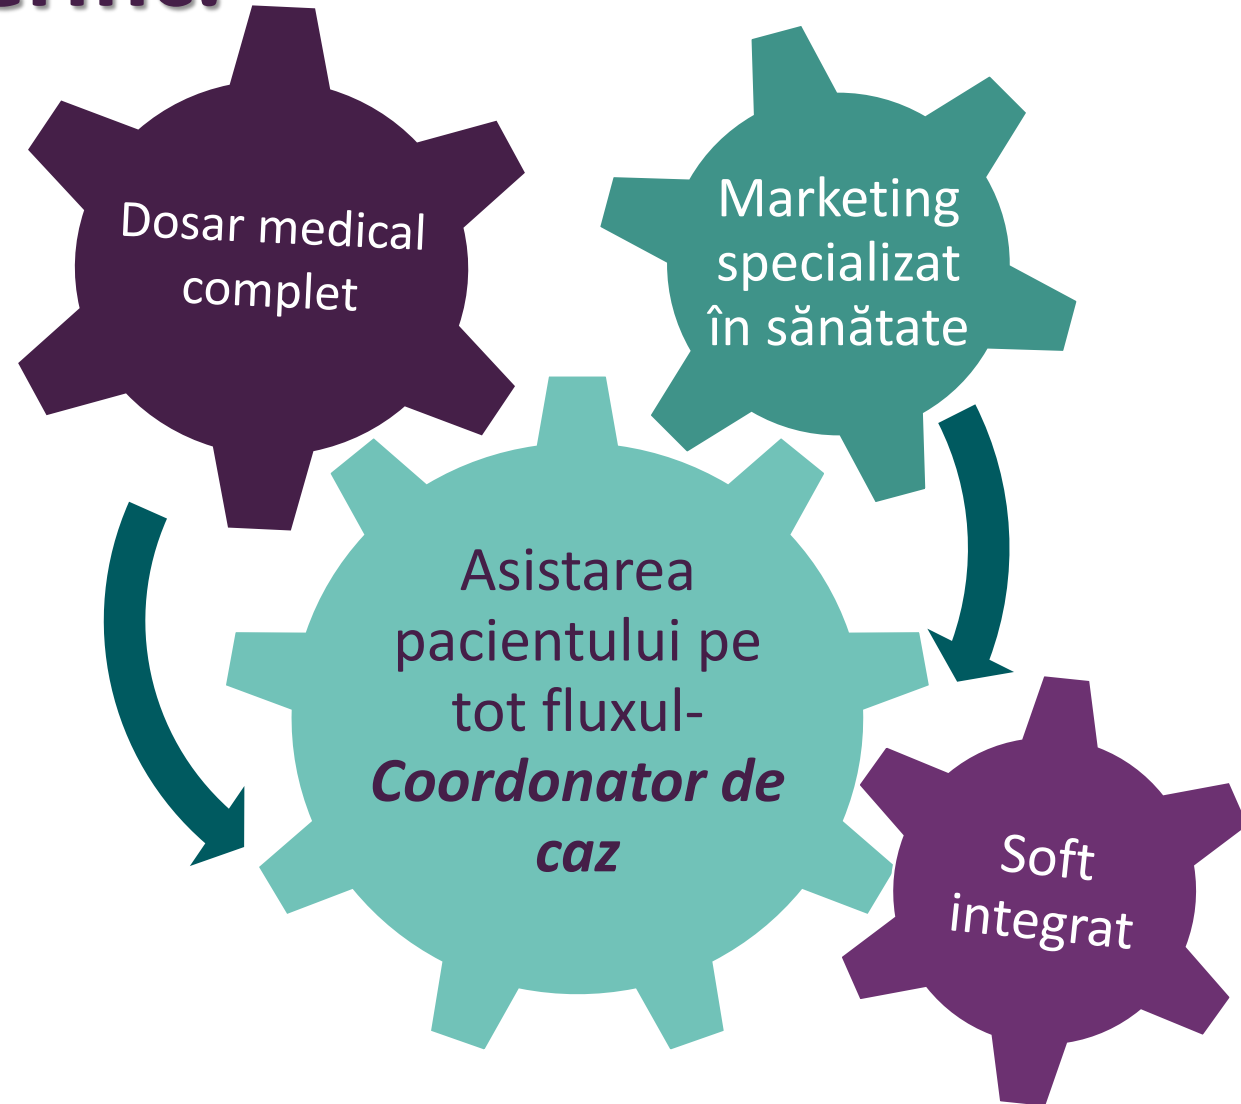 Dosar medical
complet
Marketing
specializat
în sănătate
Asistarea
pacientului pe
tot fluxul-
Coordonator de
caz
Soft
integrat